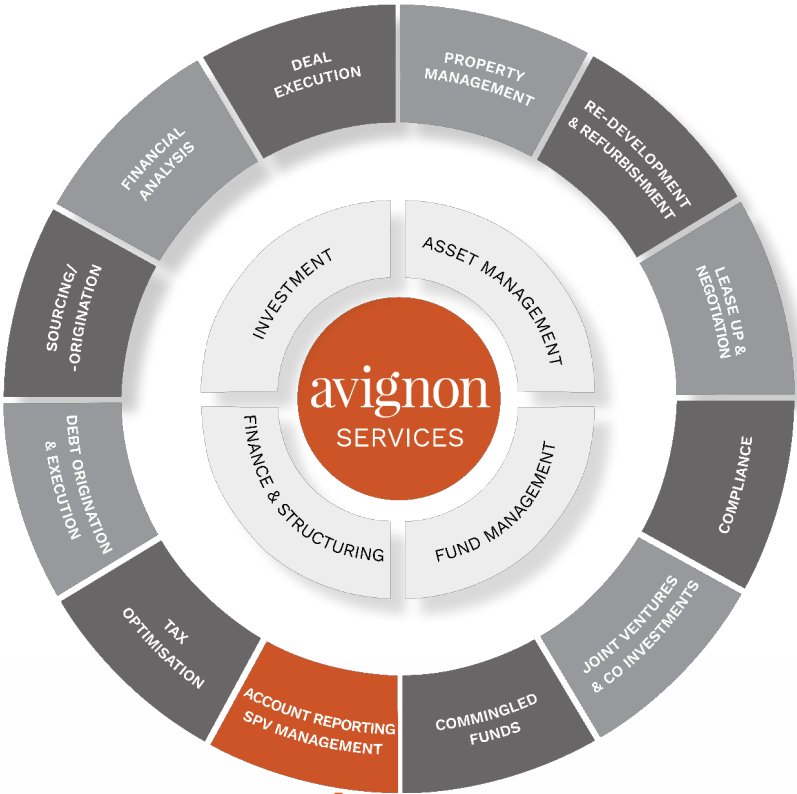 DEAL
EXECUTION
PROPERTY
MANAGEMENT
RE-DEVELOPMENT
& REFURBISHMENT
LEASE UP &
NEGOTIATION
COMPLIANCE
JOINT VENTURES
& CO INVESTMENTS
COMMINGLED
FUNDS
ACCOUNT REPORTING
SPV MANAGEMENT
TAX
OPTIMISATION
DEBT ORIGINATION
& EXECUTION
SOURCING/
-ORIGINATION
FINANCIAL
ANALYSIS
INVESTMENT
ASSET MANAGEMENT
FUND MANAGEMENT
FINANCE & STRUCTURING
avignon
SERVICES